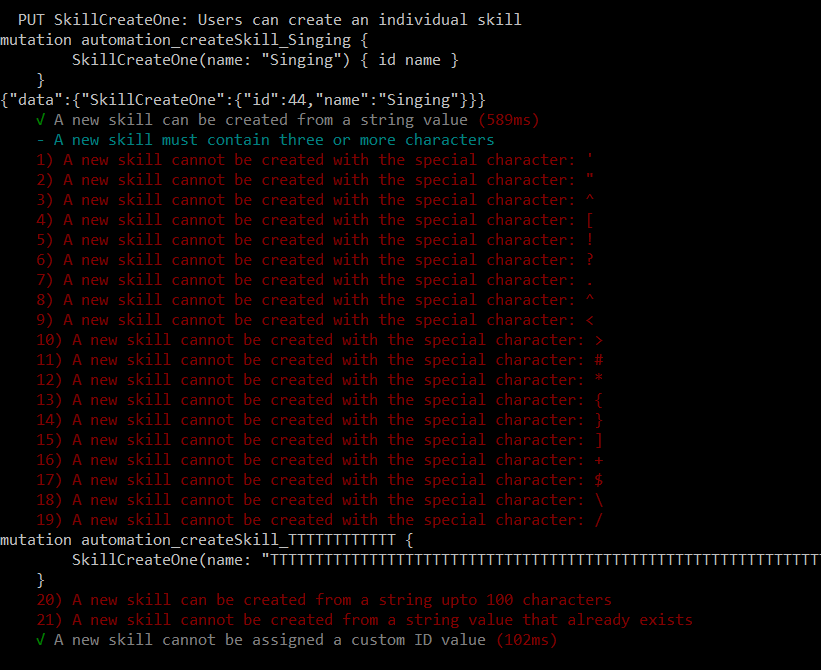 PUT SkillCreateOne: Users can create an individual skill
mutation automation_createSkill_Singing {
SkillCreateOne(name: "Singing") { id name }
}
{"data":{"SkillCreateOne":{"id":44,"name":"Singing"}}}
√ A new skill can be created from a string value (589ms)
- A new skill must contain three or more characters
1) A new skill cannot be created with the special character: '
2) A new skill cannot be created with the special character: "
3) A new skill cannot be created with the special character: ^
4) A new skill cannot be created with the special character: [
5) A new skill cannot be created with the special character: !
6) A new skill cannot be created with the special character: ?
7) A new skill cannot be created with the special character: .
8) A new skill cannot be created with the special character: ^
9) A new skill cannot be created with the special character: <
10) A new skill cannot be created with the special character: >
11) A new skill cannot be created with the special character: #
12) A new skill cannot be created with the special character: *
13) A new skill cannot be created with the special character: {
14) A new skill cannot be created with the special character: }
15) A new skill cannot be created with the special character: ]
16) A new skill cannot be created with the special character: +
17) A new skill cannot be created with the special character: $
18) A new skill cannot be created with the special character: \
19) A new skill cannot be created with the special character: /
mutation automation_createSkill_TTTTTTTTTTTT {
SkillCreateOne(name: "TTTTTTTTTTTTTTTTTTTTTTTTTTTTTTTTTTTTTTTTTTTTTTTTTTTTTTTTTTTTT
}
20) A new skill can be created from a string upto 100 characters
21) A new skill cannot be created from a string value that already exists
√ A new skill cannot be assigned a custom ID value (102ms)